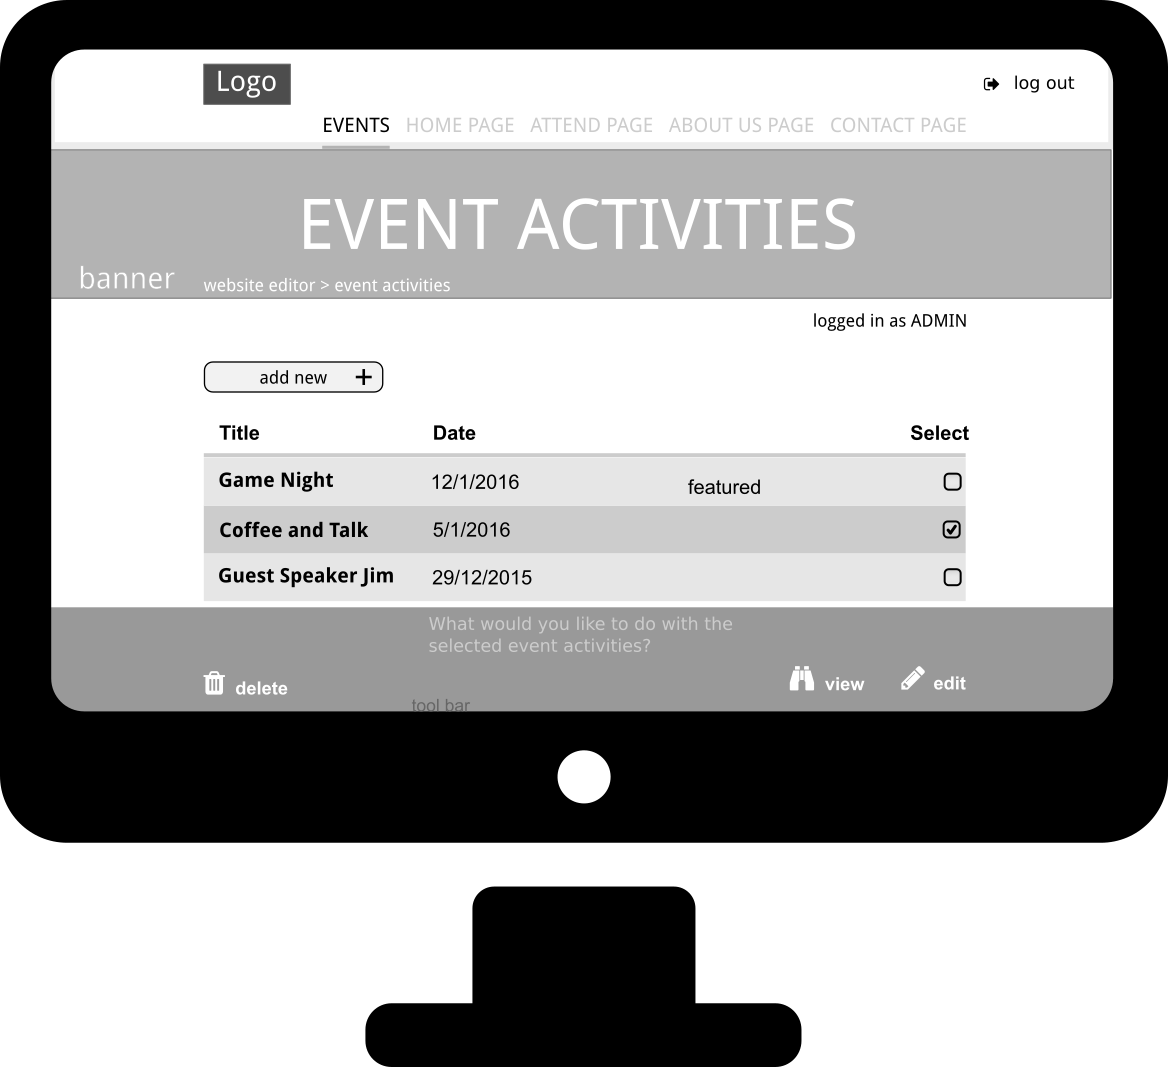 Logo
log out
EVENTS HOME PAGE ATTEND PAGE ABOUT US PAGE CONTACT PAGE
EVENT ACTIVITIES
banner
website editor > event activities
logged in as ADMIN
add new +
Title Date Select
Game Night 12/1/2016 featured
Coffee and Talk 5/1/2016
Guest Speaker Jim 29/12/2015
What would you like to do with the
selected event activities?
delete view edit
tool bar